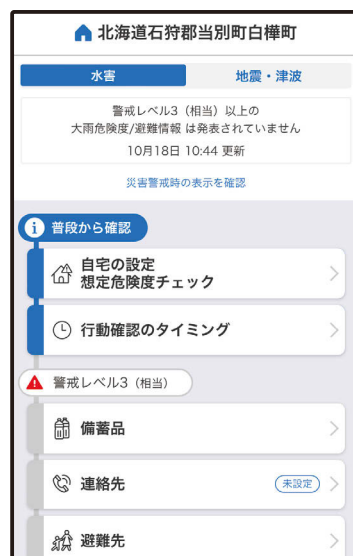 北海道石狩郡当別町白樺町
水害
地震・津波
警戒レベル3（相当）以上の
大雨危険度/避難情報 は発表されていません
10月18日 10:44 更新
災害警戒時の表示を確認
普段から確認
自宅の設定
想定危険度チェック
行動確認のタイミング
警戒レベル3（相当）
備蓄品
連絡先
未設定
避難先